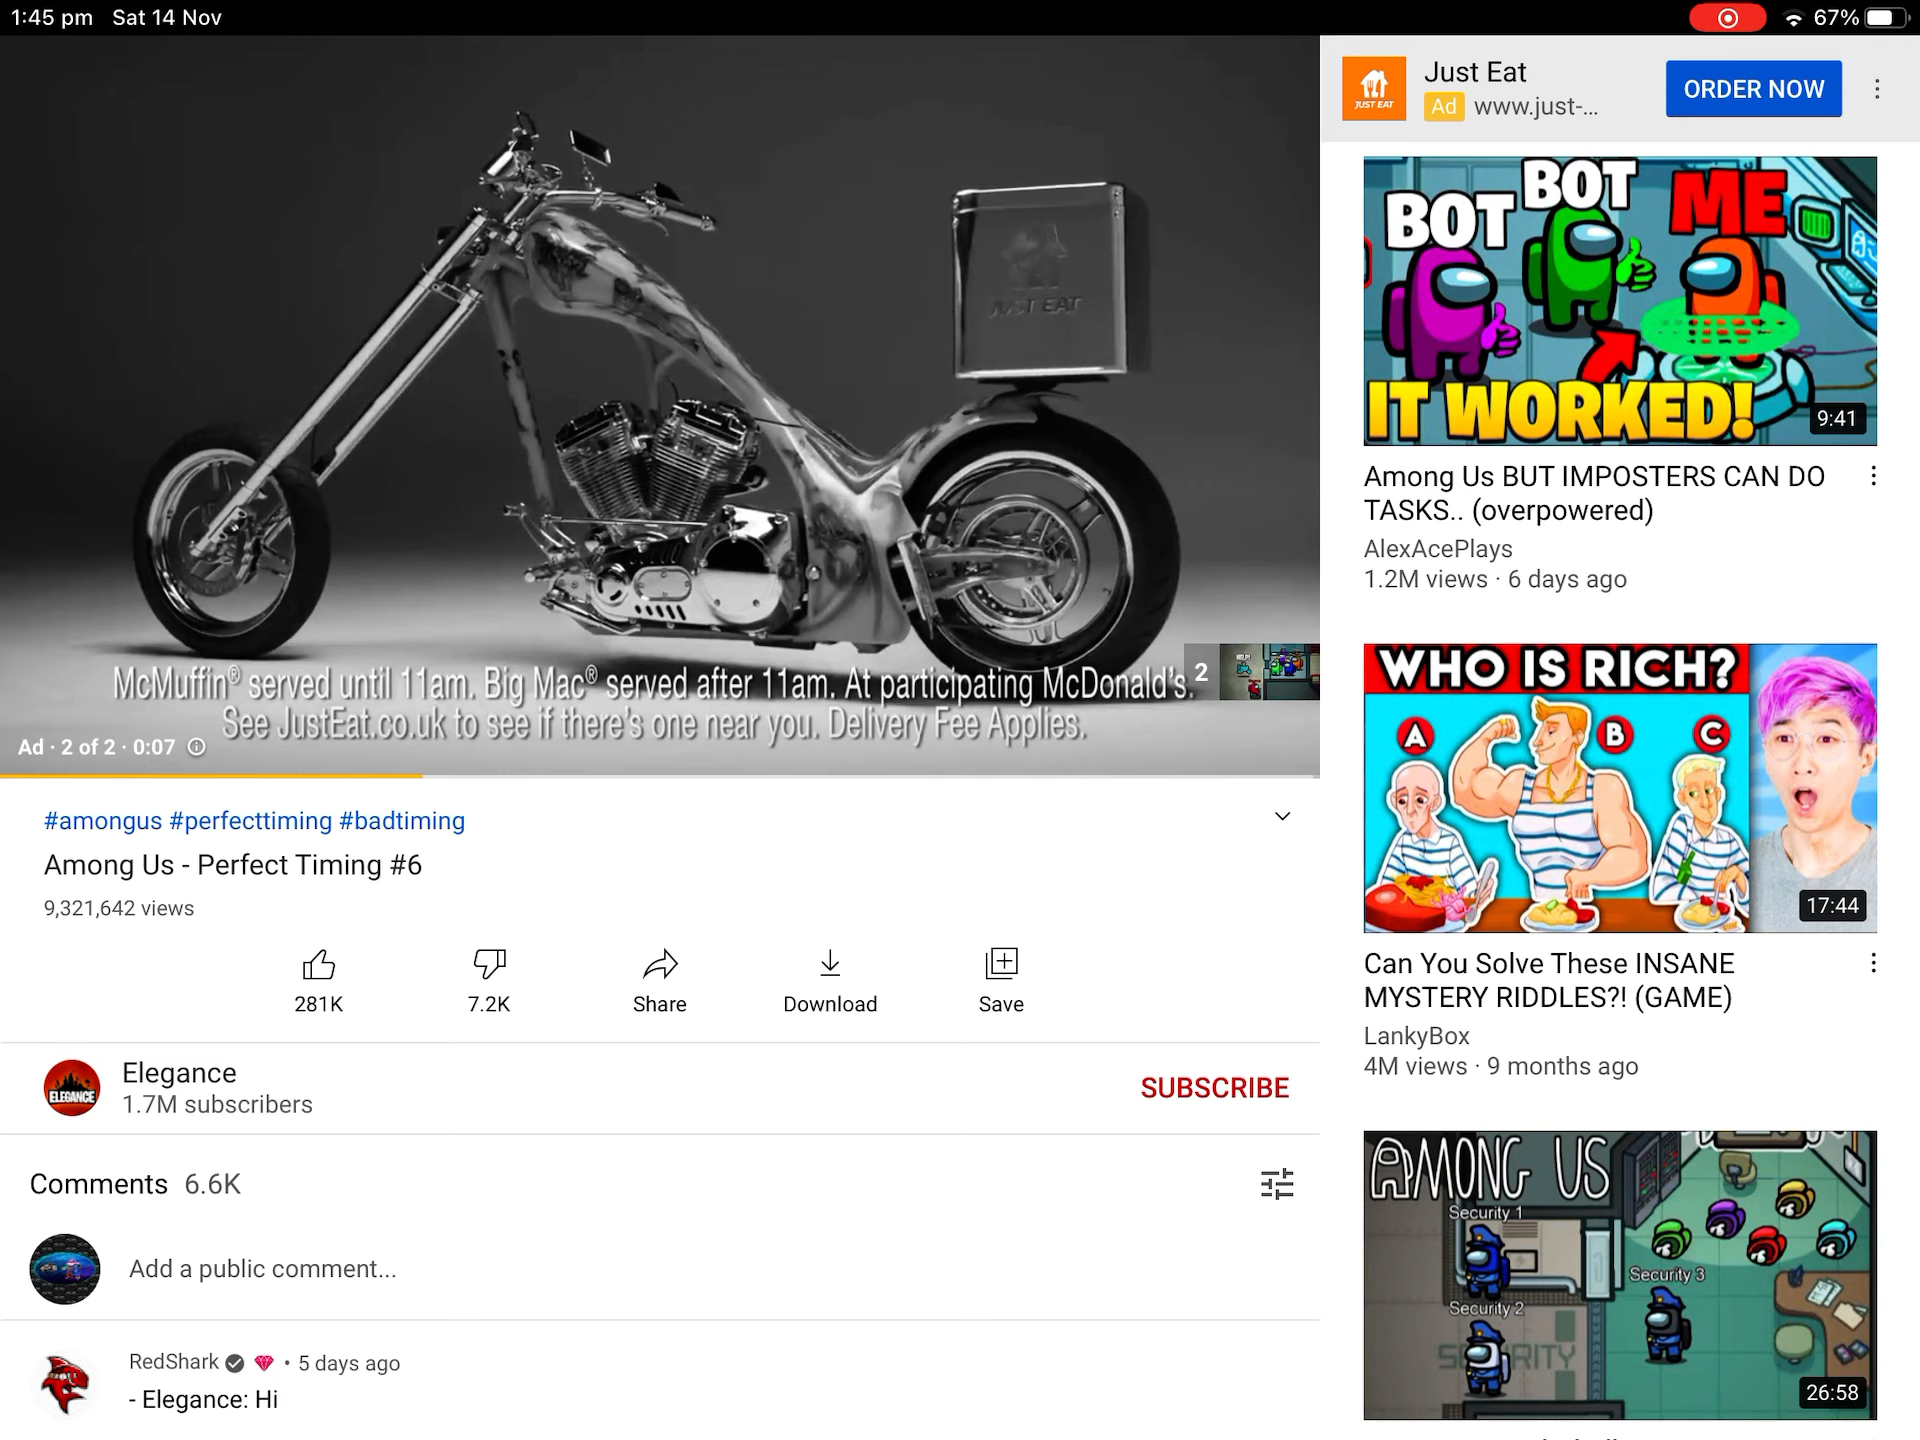 1:45 pm Sat 14 Nov
67%
JUST EAT
McMuffin® served until 11am. Big Mac® served after 11am. At participating McDonald's.
See JustEat.co.uk to see if there's one near you. Delivery Fee Applies.
2
HELP!
Ad · 2 of 2 · 0:07
#amongus #perfecttiming #badtiming
Among Us - Perfect Timing #6
9,321,642 views
281K
7.2K
Share
Download
Save
ELEGANCE
Elegance
1.7M subscribers
SUBSCRIBE
Comments 6.6K
Add a public comment...
RedShark • 5 days ago
- Elegance: Hi
JUST EAT
Just Eat
Ad www.just-...
ORDER NOW
BOT BOT ME
IT WORKED!
9:41
Among Us BUT IMPOSTERS CAN DO
TASKS.. (overpowered)
AlexAcePlays
1.2M views · 6 days ago
WHO IS RICH?
A B C
17:44
Can You Solve These INSANE
MYSTERY RIDDLES?! (GAME)
LankyBox
4M views · 9 months ago
AMONG US
Security 1
Security 3
Security 2
SECURITY
26:58